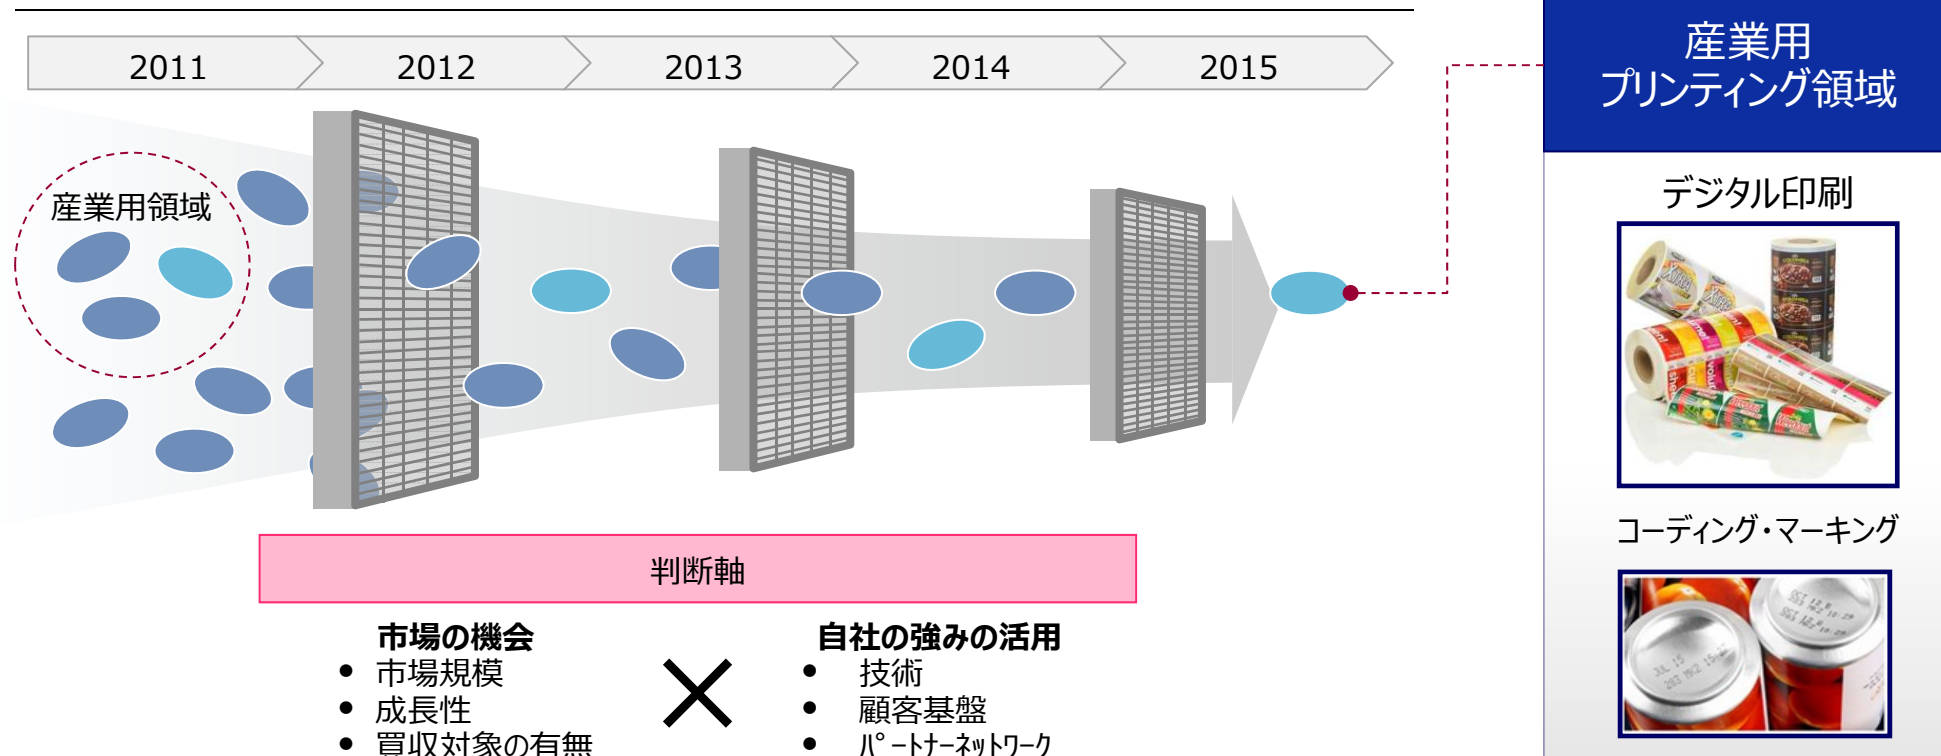 2011
2012
2013
2014
2015
産業用
プリンティング領域
産業用領域
デジタル印刷
XTRA
XTRA
コーディング・マーキング
JUL 15
判断軸
市場の機会
• 市場規模
• 成長性
• 買収対象の有無
自社の強みの活用
• 技術
• 顧客基盤
• パートナーネットワーク